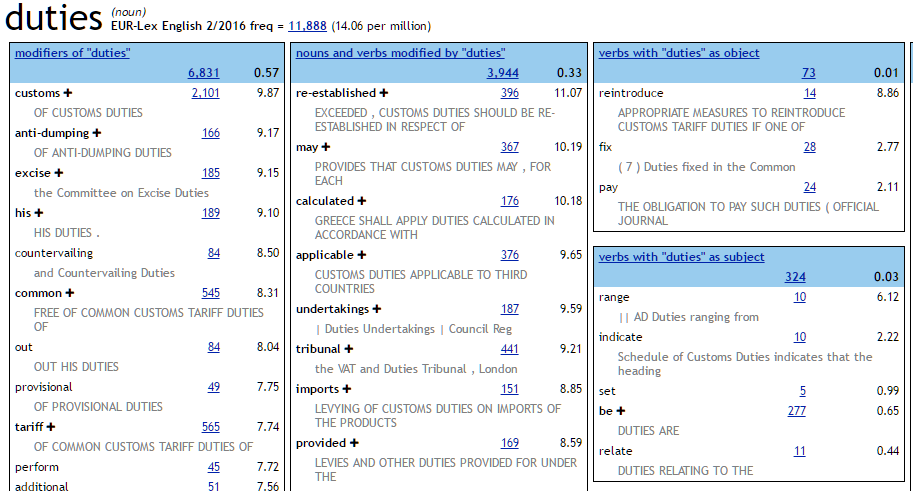 duties (noun)
EUR-Lex English 2/2016 freq = 11,888 (14.06 per million)
modifiers of "duties"
6,831 0.57
customs + 2,101 9.87
OF CUSTOMS DUTIES
anti-dumping + 166 9.17
OF ANTI-DUMPING DUTIES
excise + 185 9.15
the Committee on Excise Duties
his + 189 9.10
HIS DUTIES .
countervailing 84 8.50
and Countervailing Duties
common + 545 8.31
FREE OF COMMON CUSTOMS TARIFF DUTIES
OF
out 84 8.04
OUT HIS DUTIES
provisional 49 7.75
OF PROVISIONAL DUTIES
tariff + 565 7.74
OF COMMON CUSTOMS TARIFF DUTIES OF
perform 45 7.72
additional 51 7.56
nouns and verbs modified by "duties"
3,944 0.33
re-established + 396 11.07
EXCEEDED , CUSTOMS DUTIES SHOULD BE RE-
ESTABLISHED IN RESPECT OF
may + 367 10.19
PROVIDES THAT CUSTOMS DUTIES MAY , FOR
EACH
calculated + 176 10.18
GREECE SHALL APPLY DUTIES CALCULATED IN
ACCORDANCE WITH
applicable + 376 9.65
CUSTOMS DUTIES APPLICABLE TO THIRD
COUNTRIES
undertakings + 187 9.59
| Duties Undertakings | Council Reg
tribunal + 441 9.21
the VAT and Duties Tribunal , London
imports + 151 8.85
LEVYING OF CUSTOMS DUTIES ON IMPORTS OF
THE PRODUCTS
provided + 169 8.59
LEVIES AND OTHER DUTIES PROVIDED FOR UNDER
THE
verbs with "duties" as object
73 0.01
reintroduce 14 8.86
APPROPRIATE MEASURES TO REINTRODUCE
CUSTOMS TARIFF DUTIES IF ONE OF
fix 28 2.77
( 7 ) Duties fixed in the Common
pay 24 2.11
THE OBLIGATION TO PAY SUCH DUTIES ( OFFICIAL
JOURNAL
verbs with "duties" as subject
324 0.03
range 10 6.12
|| AD Duties ranging from
indicate 10 2.22
Schedule of Customs Duties indicates that the
heading
set 5 0.99
be + 277 0.65
DUTIES ARE
relate 11 0.44
DUTIES RELATING TO THE